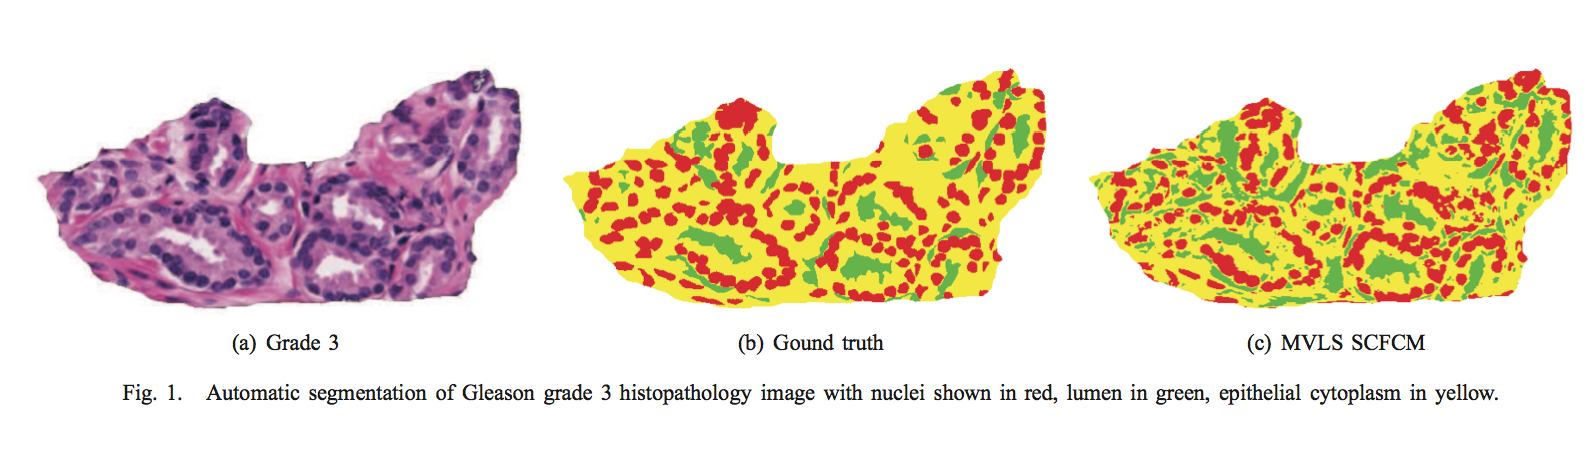 (a) Grade 3
(b) Gound truth
(c) MVLS SCFCM
Fig. 1. Automatic segmentation of Gleason grade 3 histopathology image with nuclei shown in red, lumen in green, epithelial cytoplasm in yellow.